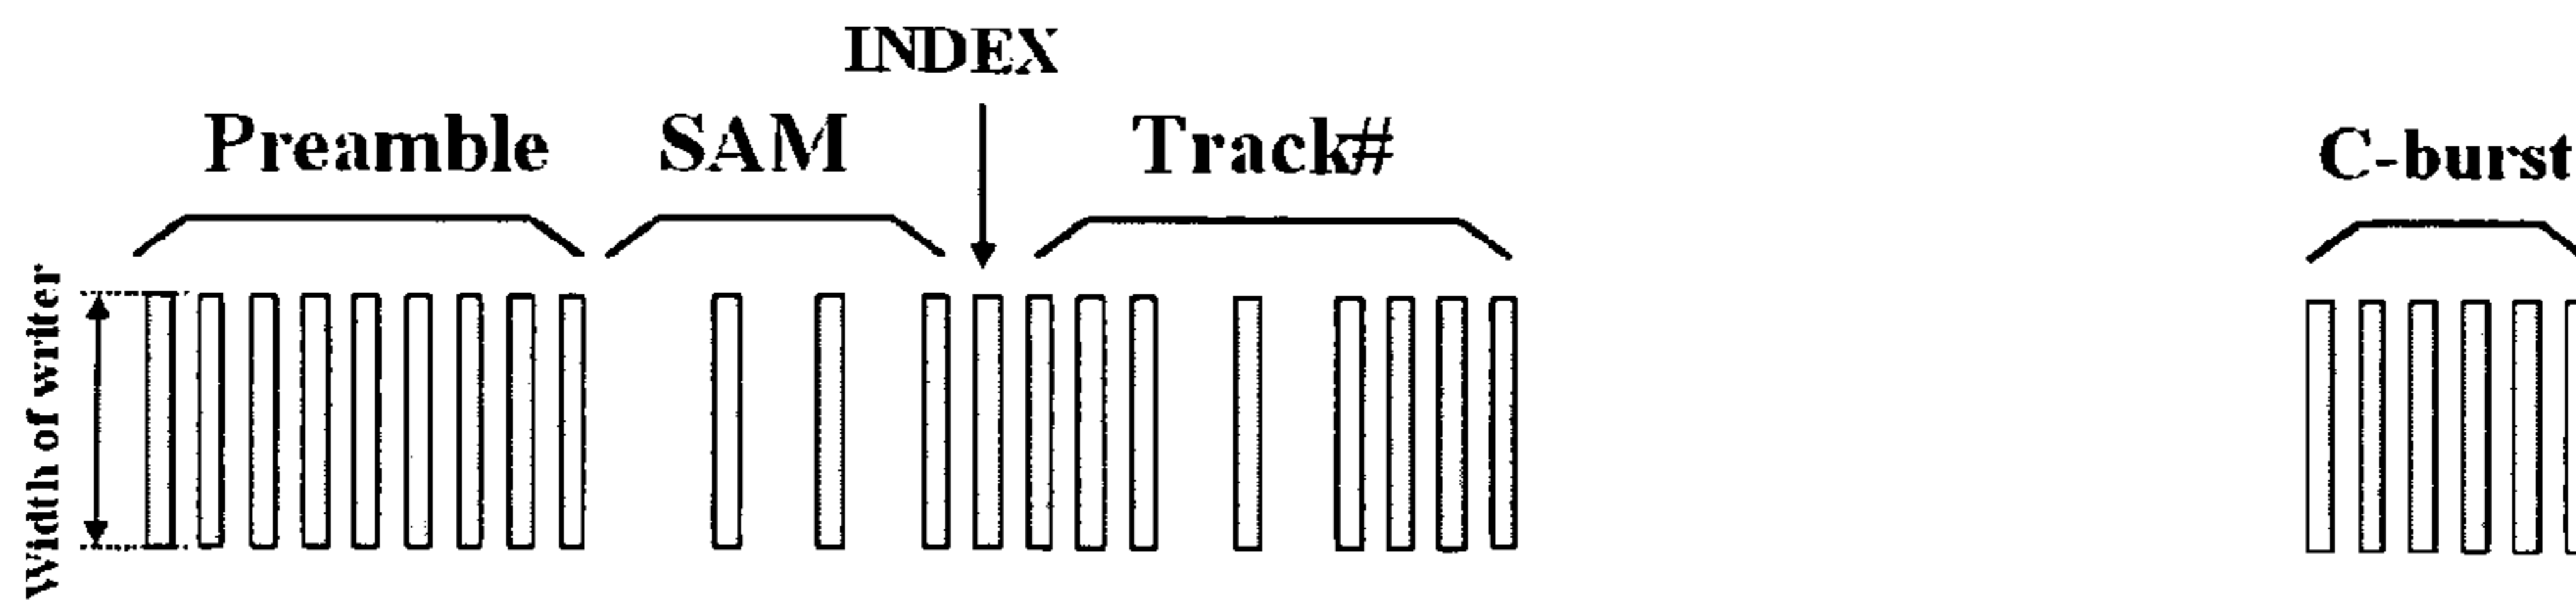 INDEX
Preamble
SAM
Track#
C-burst
Width of writer